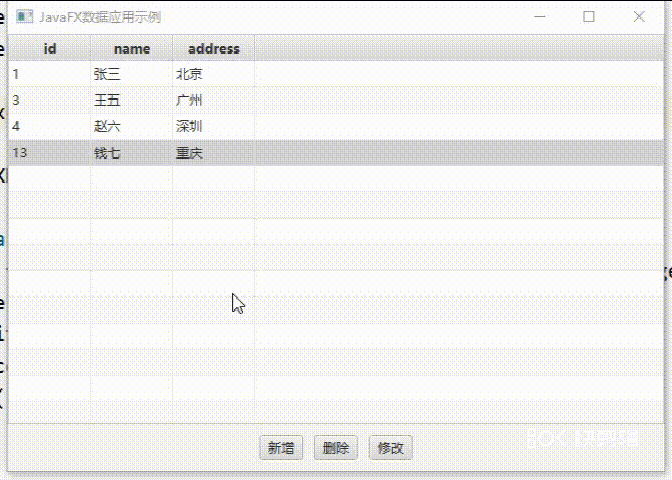 JavaFX数据应用示例
id name address
1 张三 北京
3 王五 广州
4 赵六 深圳
13 钱七 重庆
新增 删除 修改